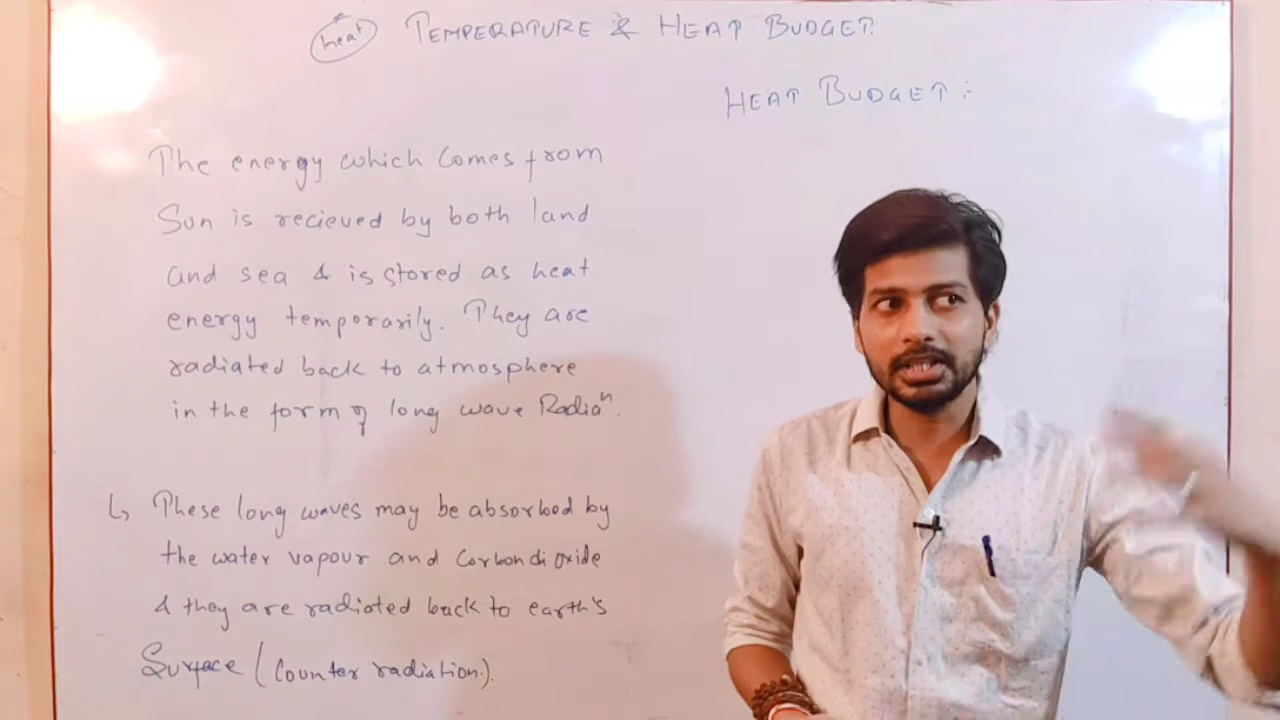 heat TEMPERATURE & HEAT BUDGET.
HEAT BUDGET :-
The energy which comes from
Sun is recieved by both land
and sea & is stored as heat
energy temporarily. They are
radiated back to atmosphere
in the form of long wave Radiaⁿ.
↳ These long waves may be absorbed by
the water vapour and Carbondioxide
& they are radiated back to earth's
Surface (Counter radiation).